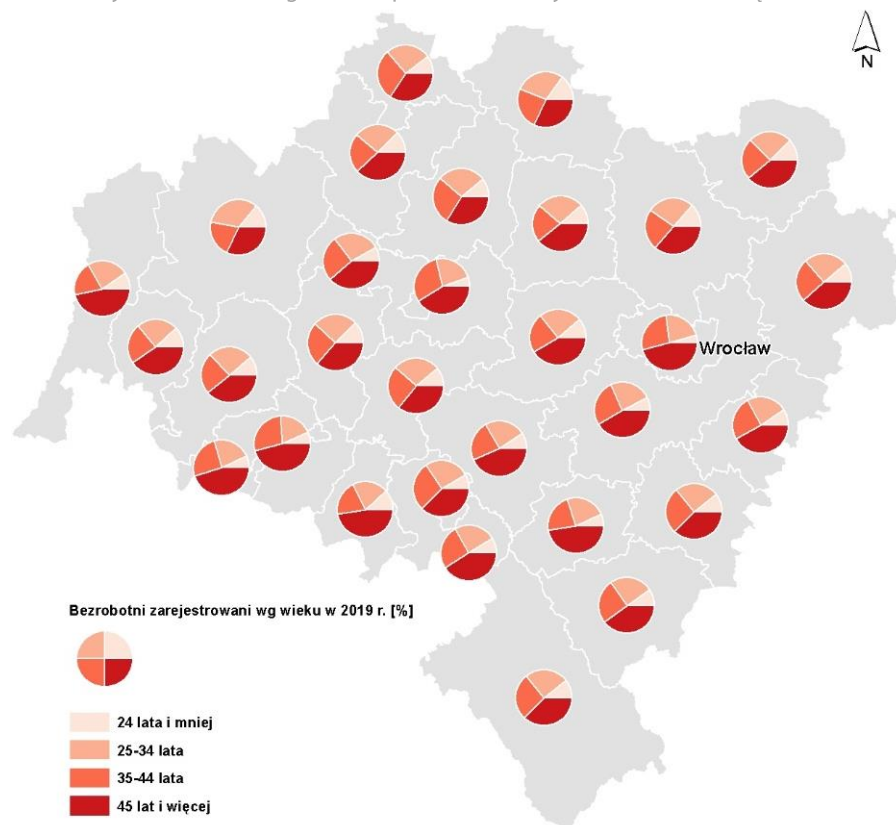 N
Wrocław
Bezrobotni zarejestrowani wg wieku w 2019 r. [%]
24 lata i mniej
25-34 lata
35-44 lata
45 lat i więcej